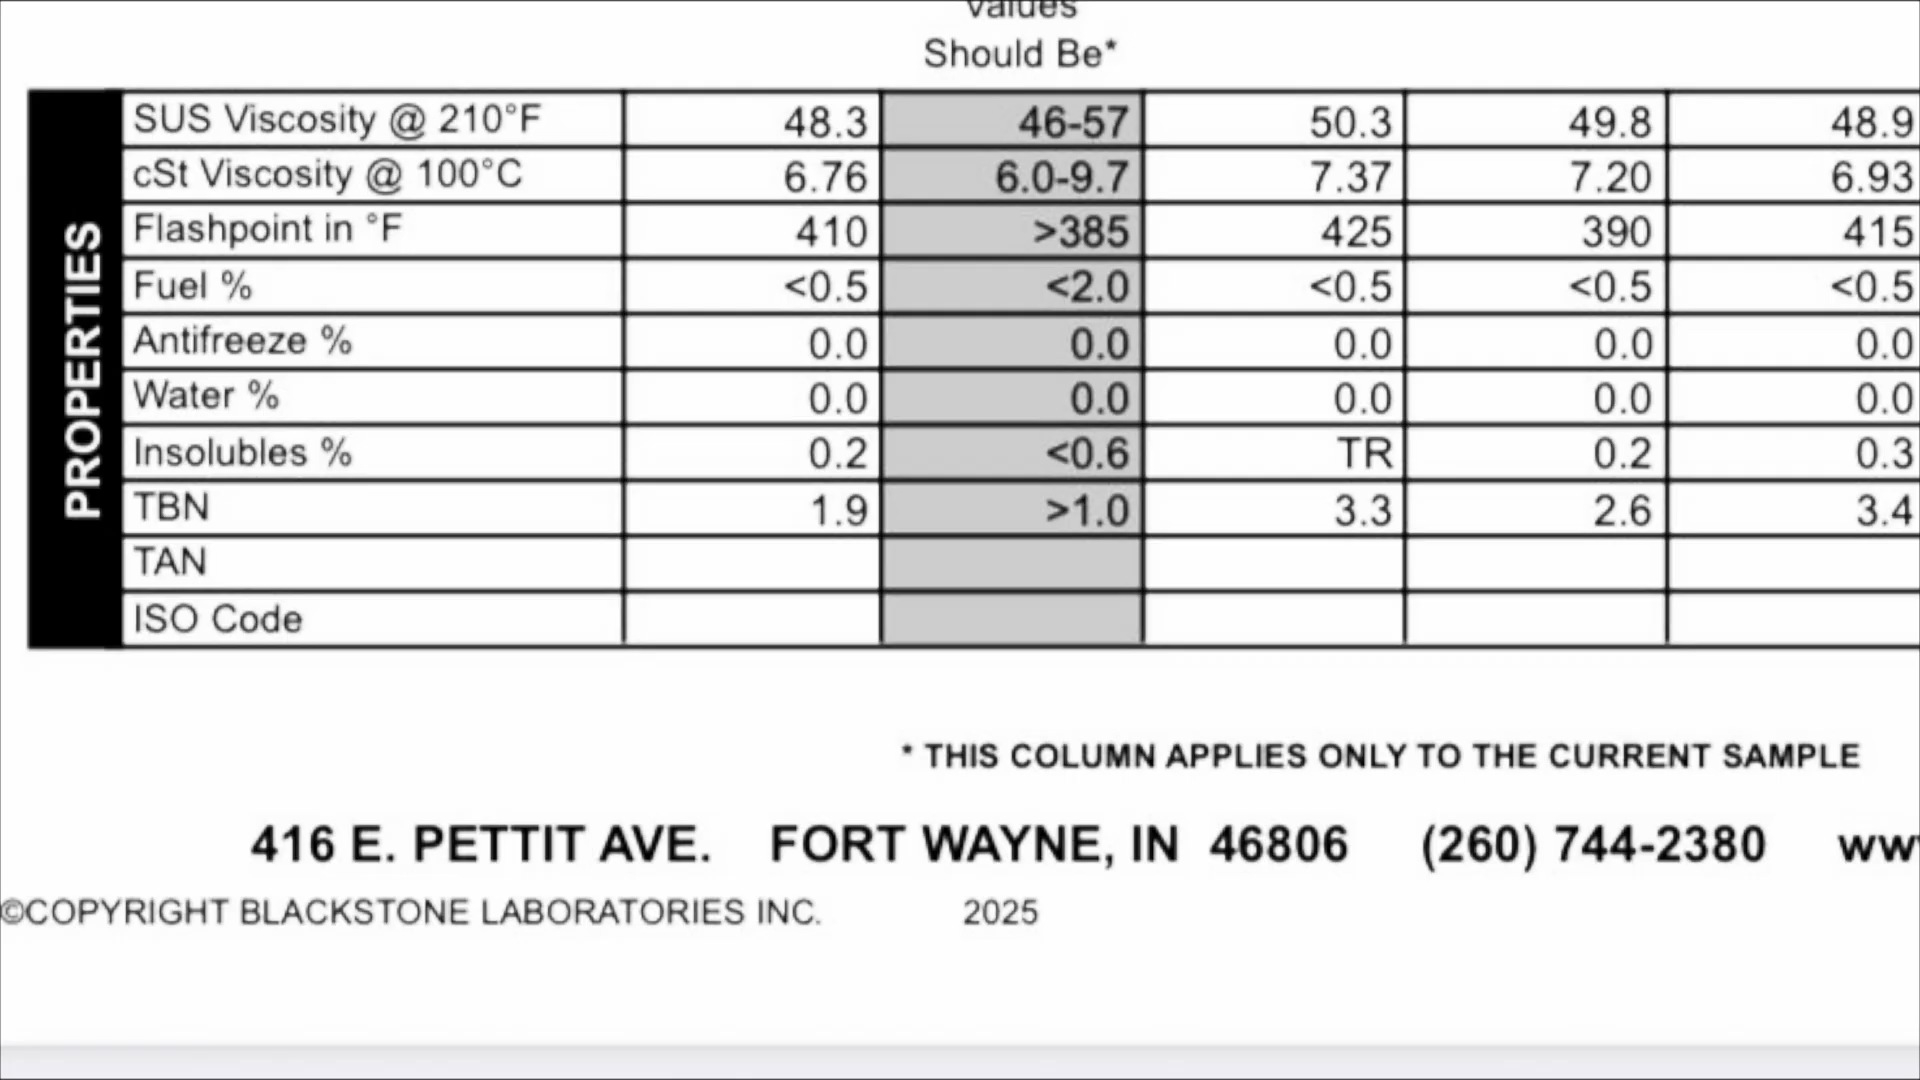 Values
Should Be*
PROPERTIES
SUS Viscosity @ 210°F 48.3 46-57 50.3 49.8 48.9
cSt Viscosity @ 100°C 6.76 6.0-9.7 7.37 7.20 6.93
Flashpoint in °F 410 >385 425 390 415
Fuel % <0.5 <2.0 <0.5 <0.5 <0.5
Antifreeze % 0.0 0.0 0.0 0.0 0.0
Water % 0.0 0.0 0.0 0.0 0.0
Insolubles % 0.2 <0.6 TR 0.2 0.3
TBN 1.9 >1.0 3.3 2.6 3.4
TAN
ISO Code
* THIS COLUMN APPLIES ONLY TO THE CURRENT SAMPLE
416 E. PETTIT AVE. FORT WAYNE, IN 46806 (260) 744-2380
©COPYRIGHT BLACKSTONE LABORATORIES INC. 2025